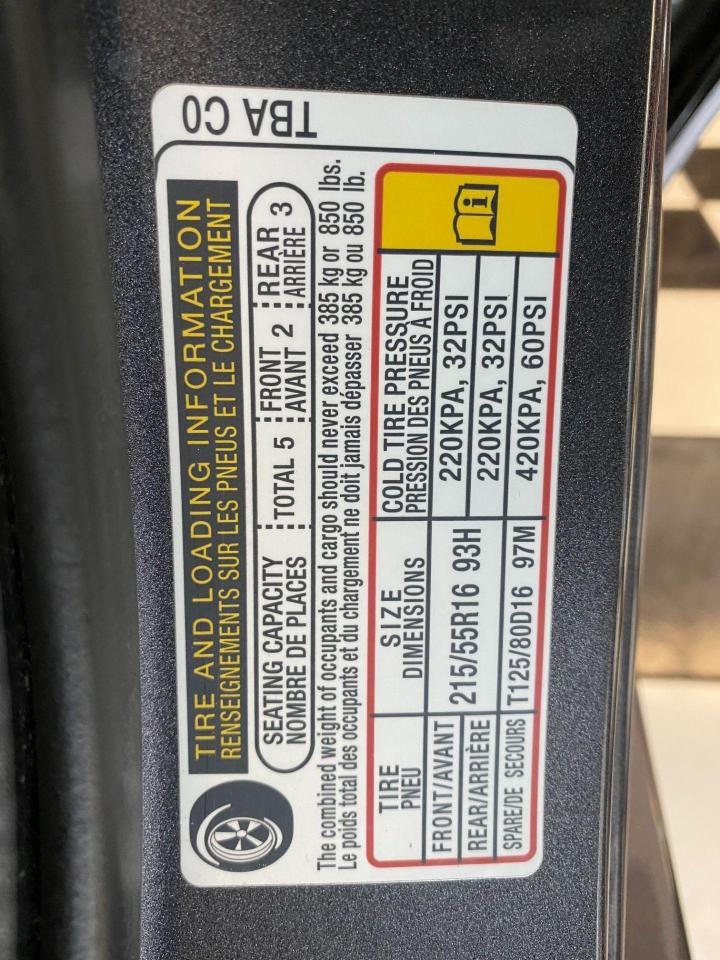 TIRE AND LOADING INFORMATION
RENSEIGNEMENTS SUR LES PNEUS ET LE CHARGEMENT
SEATING CAPACITY TOTAL 5 FRONT REAR 3
NOMBRE DE PLACES AVANT 2 ARRIÈRE
The combined weight of occupants and cargo should never exceed 385 kg or 850 lbs.
Le poids total des occupants et du chargement ne doit jamais dépasser 385 kg ou 850 lb.
TIRE SIZE COLD TIRE PRESSURE
PNEU DIMENSIONS PRESSION DES PNEUS À FROID
FRONT/AVANT 215/55R16 93H 220KPA, 32PSI
REAR/ARRIÈRE 220KPA, 32PSI
SPARE/DE SECOURS T125/80D16 97M 420KPA, 60PSI
TBA C0